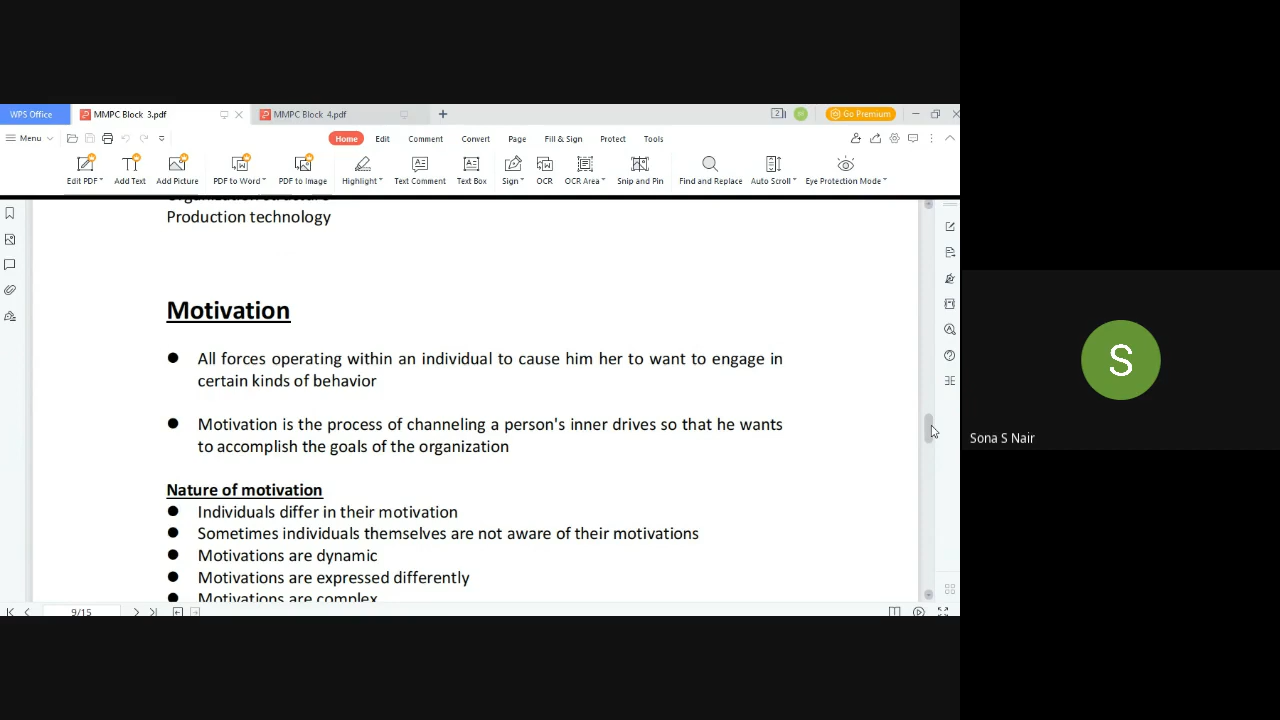 WPS Office MMPC Block 3.pdf MMPC Block 4.pdf Go Premium
Menu Home Edit Comment Convert Page Fill & Sign Protect Tools
Edit PDF Add Text Add Picture PDF to Word PDF to Image Highlight Text Comment Text Box Sign OCR OCR Area Snip and Pin Find and Replace Auto Scroll Eye Protection Mode
Organization structure
Production technology
Motivation
● All forces operating within an individual to cause him her to want to engage in
certain kinds of behavior
● Motivation is the process of channeling a person's inner drives so that he wants
to accomplish the goals of the organization
Nature of motivation
● Individuals differ in their motivation
● Sometimes individuals themselves are not aware of their motivations
● Motivations are dynamic
● Motivations are expressed differently
● Motivations are complex
9/15
S
Sona S Nair